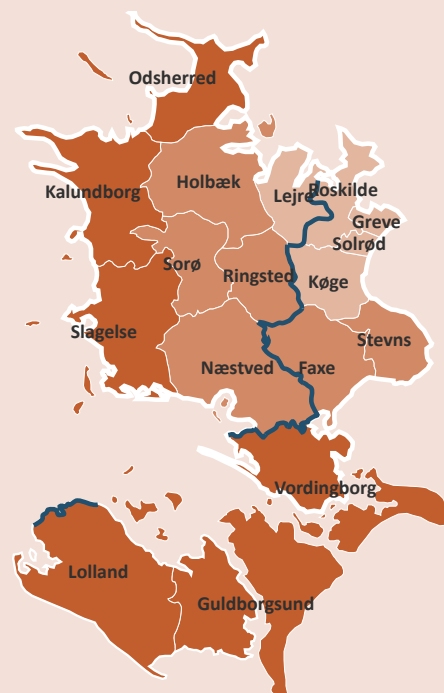 Odsherred
Holbæk
Kalundborg
Lejre
Roskilde
Greve
Solrød
Sorø
Ringsted
Køge
Slagelse
Stevns
Næstved
Faxe
Vordingborg
Lolland
Guldborgsund